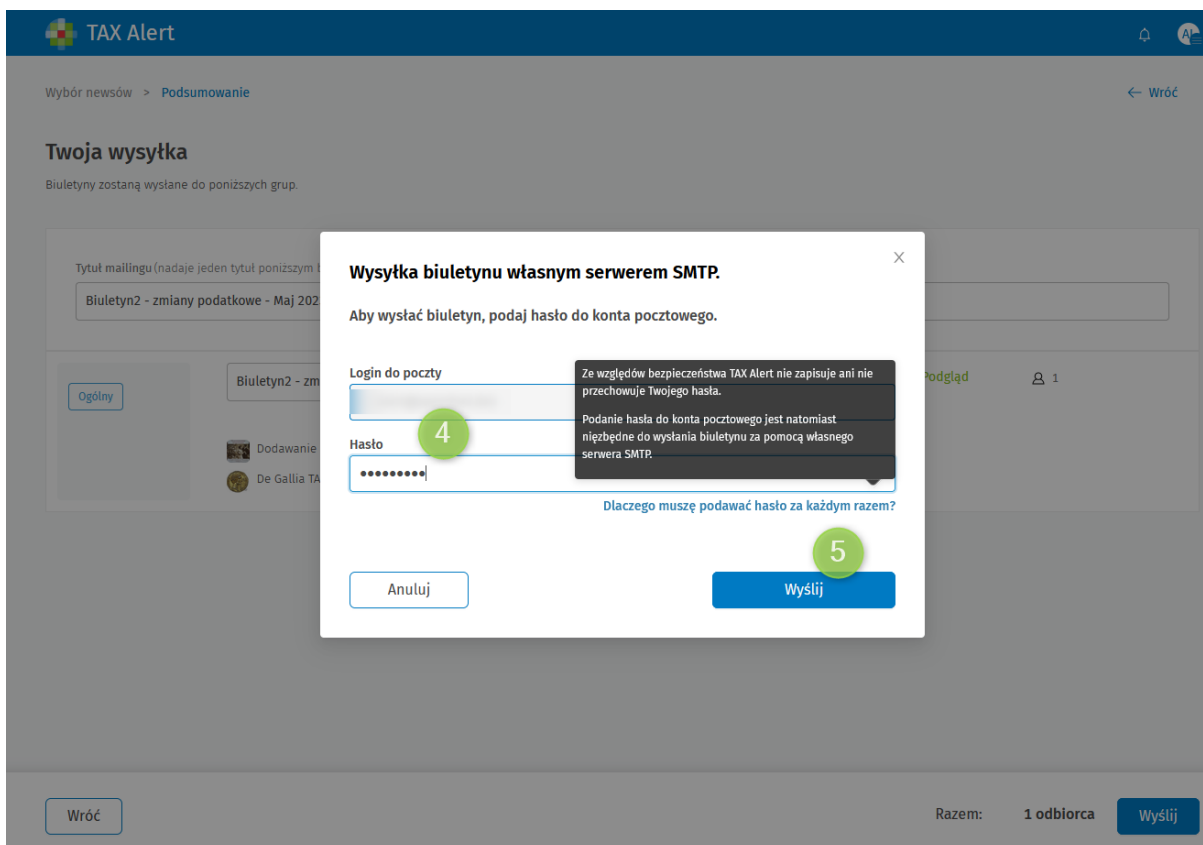 TAX Alert
Wybór newsów > Podsumowanie
← Wróć
Twoja wysyłka
Biuletyny zostaną wysłane do poniższych grup.
Tytuł mailingu (nadaje jeden tytuł poniższym
Biuletyn2 - zmiany podatkowe - Maj 202
Ogólny
Biuletyn2 - zm
Podgląd
1
Dodawanie
De Gallia TA
Wysyłka biuletynu własnym serwerem SMTP.
Aby wysłać biuletyn, podaj hasło do konta pocztowego.
Login do poczty
Ze względów bezpieczeństwa TAX Alert nie zapisuje ani nie
przechowuje Twojego hasła.
Podanie hasła do konta pocztowego jest natomiast
nięzbędne do wysłania biuletynu za pomocą własnego
serwera SMTP.
4
Hasło
•••••••••
Dlaczego muszę podawać hasło za każdym razem?
5
Anuluj
Wyślij
Wróć
Razem: 1 odbiorca
Wyślij